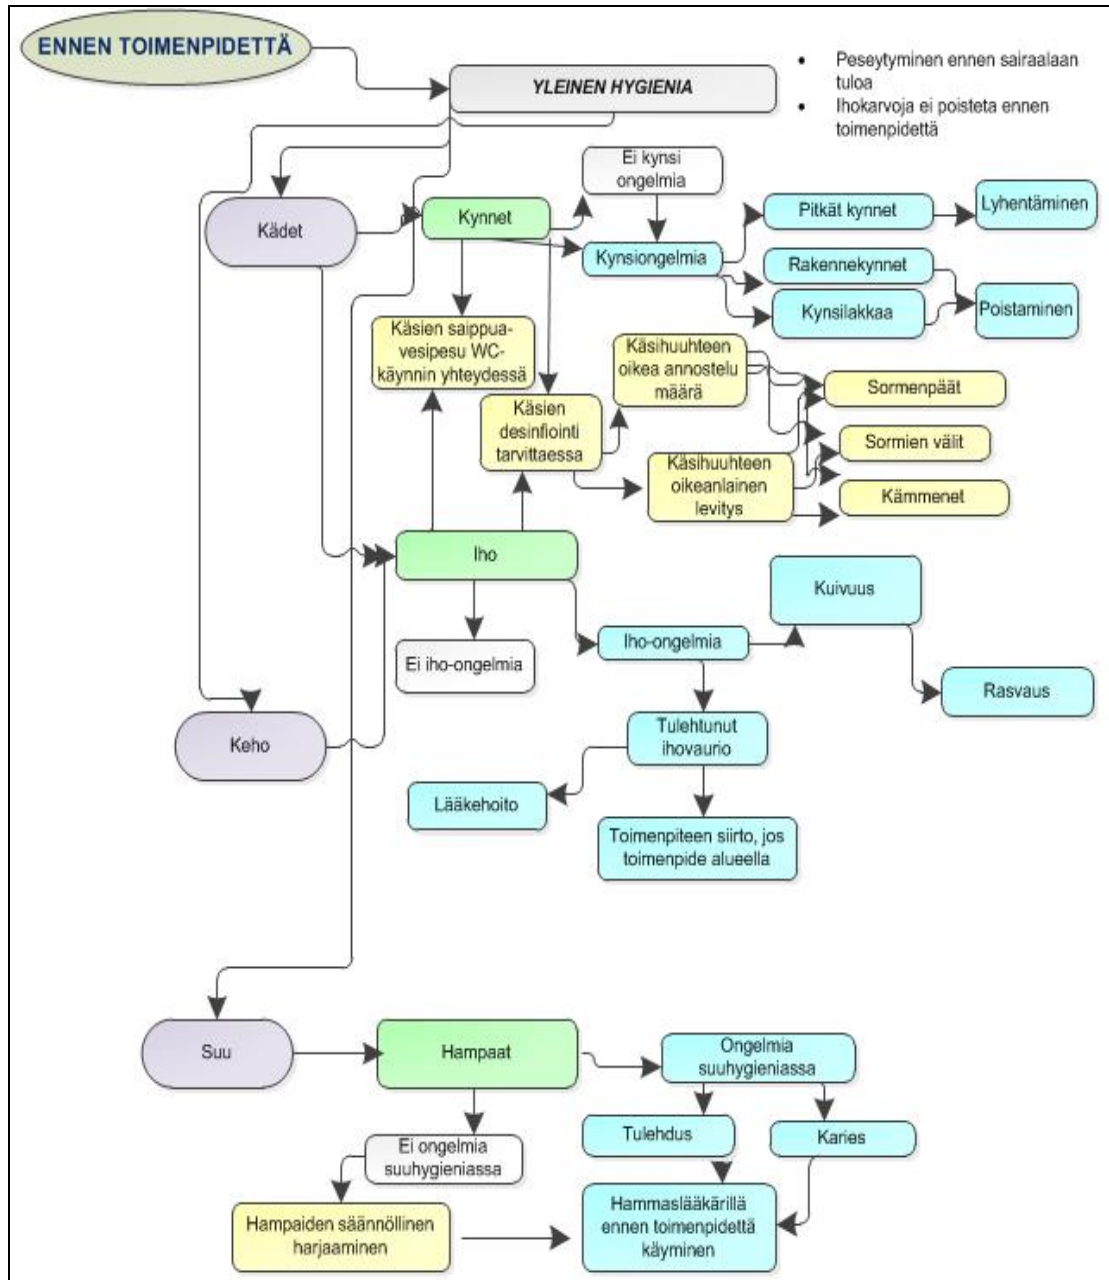 ENNEN TOIMENPIDETTÄ
YLEINEN HYGIENIA
• Peseytyminen ennen sairaalaan
tuloa
• Ihokarvoja ei poisteta ennen
toimenpidettä
Ei kynsi
ongelmia
Kädet
Kynnet
Kynsiongelmia
Pitkät kynnet
Lyhentäminen
Rakennekynnet
Kynsilakkaa
Poistaminen
Käsien saippua-
vesipesu WC-
käynnin yhteydessä
Käsihuuhteen
oikea annostelu
määrä
Käsien
desinfiointi
tarvittaessa
Käsihuuhteen
oikeanlainen
levitys
Sormenpäät
Sormien välit
Kämmenet
Iho
Ei iho-ongelmia
Iho-ongelmia
Kuivuus
Rasvaus
Keho
Tulehtunut
ihovaurio
Lääkehoito
Toimenpiteen siirto, jos
toimenpide alueella
Suu
Hampaat
Ongelmia
suuhygieniassa
Ei ongelmia
suuhygieniassa
Tulehdus
Karies
Hampaiden säännöllinen
harjaaminen
Hammaslääkärillä
ennen toimenpidettä
käyminen